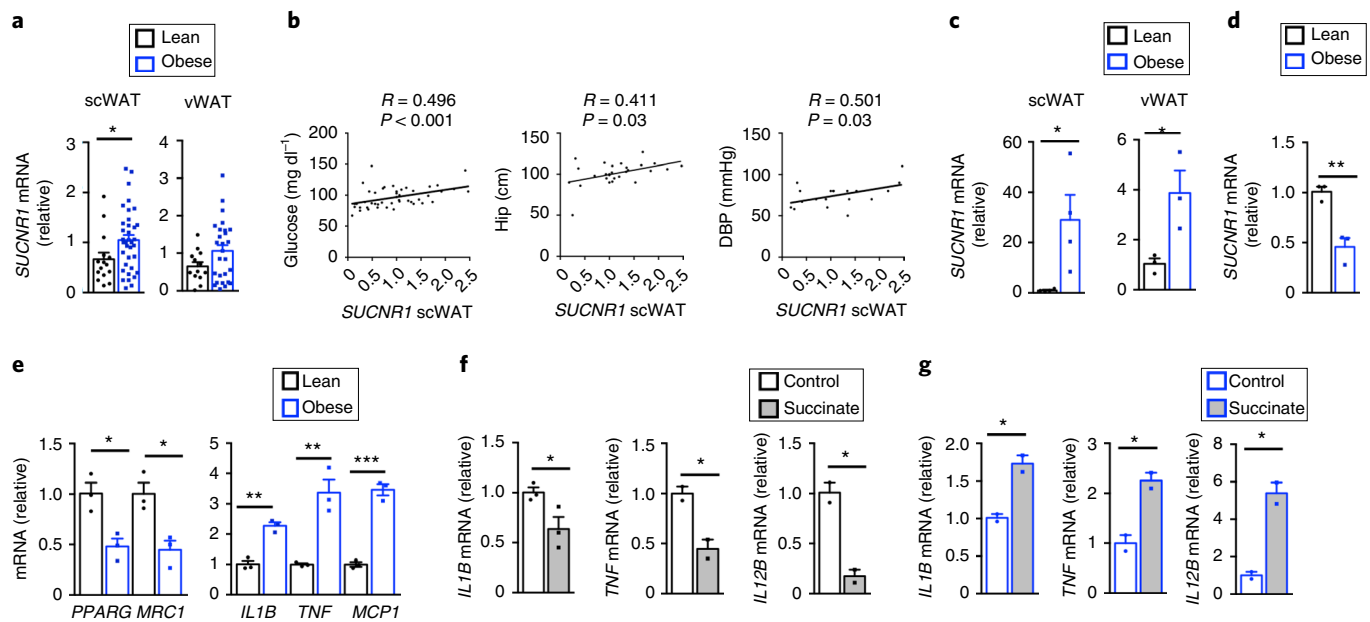 a
Lean
Obese
scWAT
vWAT
*
SUCNR1 mRNA
(relative)
3
2
1
0
4
3
2
1
0
b
R = 0.496
P < 0.001
Glucose (mg dl−1)
200
150
100
50
0
0
0.5
1.0
1.5
2.0
2.5
SUCNR1 scWAT
R = 0.411
P = 0.03
Hip (cm)
150
100
50
0
0
0.5
1.0
1.5
2.0
2.5
SUCNR1 scWAT
R = 0.501
P = 0.03
DBP (mmHg)
150
100
50
0
0
0.5
1.0
1.5
2.0
2.5
SUCNR1 scWAT
c
Lean
Obese
scWAT
vWAT
*
*
SUCNR1 mRNA
(relative)
60
40
20
0
6
4
2
0
d
Lean
Obese
**
SUCNR1 mRNA
(relative)
1.5
1.0
0.5
0
e
Lean
Obese
mRNA (relative)
1.5
1.0
0.5
0
*
*
PPARG MRC1
5
4
3
2
1
0
**
**
***
IL1B TNF MCP1
f
Control
Succinate
IL1B mRNA (relative)
1.5
1.0
0.5
0
*
TNF mRNA (relative)
1.5
1.0
0.5
0
*
IL12B mRNA (relative)
1.5
1.0
0.5
0
*
g
Control
Succinate
IL1B mRNA (relative)
2.0
1.5
1.0
0.5
0
*
TNF mRNA (relative)
3
2
1
0
*
IL12B mRNA (relative)
8
6
4
2
0
*